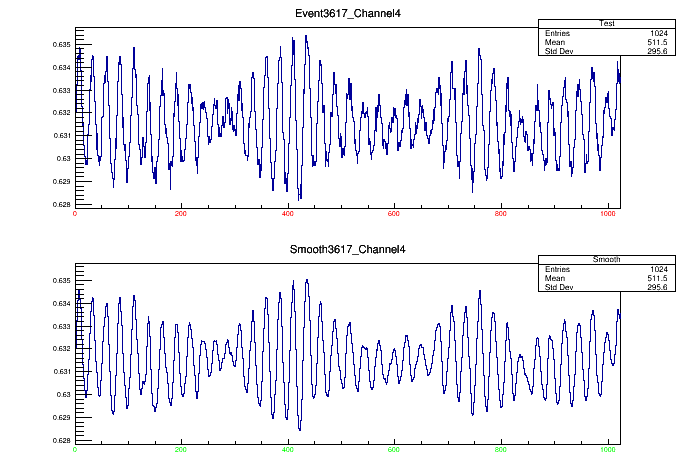 Event3617_Channel4
Test
Entries 1024
Mean 511.5
Std Dev 295.6
0.635
0.634
0.633
0.632
0.631
0.63
0.629
0.628
0 200 400 600 800 1000
Smooth3617_Channel4
Smooth
Entries 1024
Mean 511.5
Std Dev 295.6
0.635
0.634
0.633
0.632
0.631
0.63
0.629
0.628
0 200 400 600 800 1000